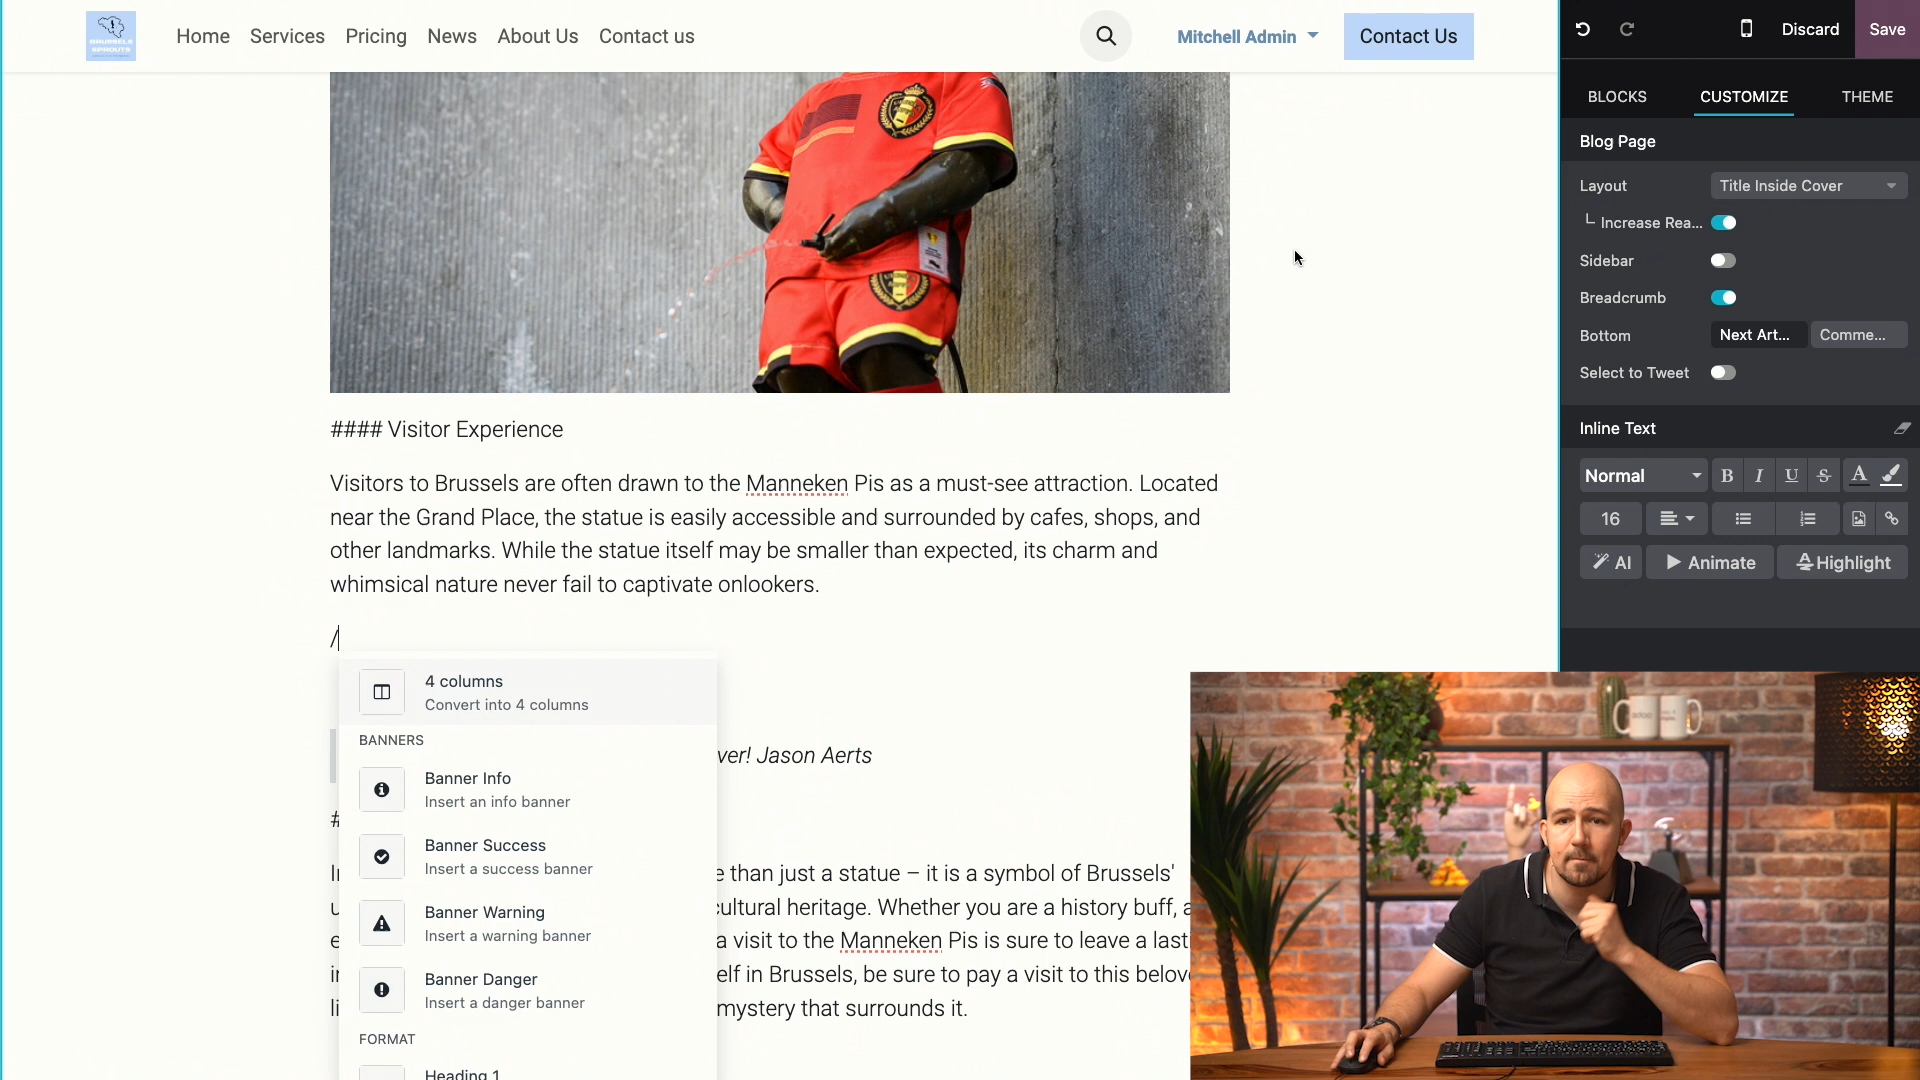 BRUSSELS
SPROUTS
Home Services Pricing News About Us Contact us
Mitchell Admin
Contact Us
Discard
Save
BLOCKS
CUSTOMIZE
THEME
Blog Page
Layout
Title Inside Cover
Increase Rea...
Sidebar
Breadcrumb
Bottom
Next Art...
Comme...
Select to Tweet
Inline Text
Normal
B I U S A
16
AI
Animate
Highlight
#### Visitor Experience
Visitors to Brussels are often drawn to the Manneken Pis as a must-see attraction. Located
near the Grand Place, the statue is easily accessible and surrounded by cafes, shops, and
other landmarks. While the statue itself may be smaller than expected, its charm and
whimsical nature never fail to captivate onlookers.
/
4 columns
Convert into 4 columns
BANNERS
Banner Info
Insert an info banner
Banner Success
Insert a success banner
Banner Warning
Insert a warning banner
Banner Danger
Insert a danger banner
FORMAT
Heading 1
ver! Jason Aerts
#
than just a statue – it is a symbol of Brussels'
cultural heritage. Whether you are a history buff,
a visit to the Manneken Pis is sure to leave a last
elf in Brussels, be sure to pay a visit to this belov
mystery that surrounds it.
odoo